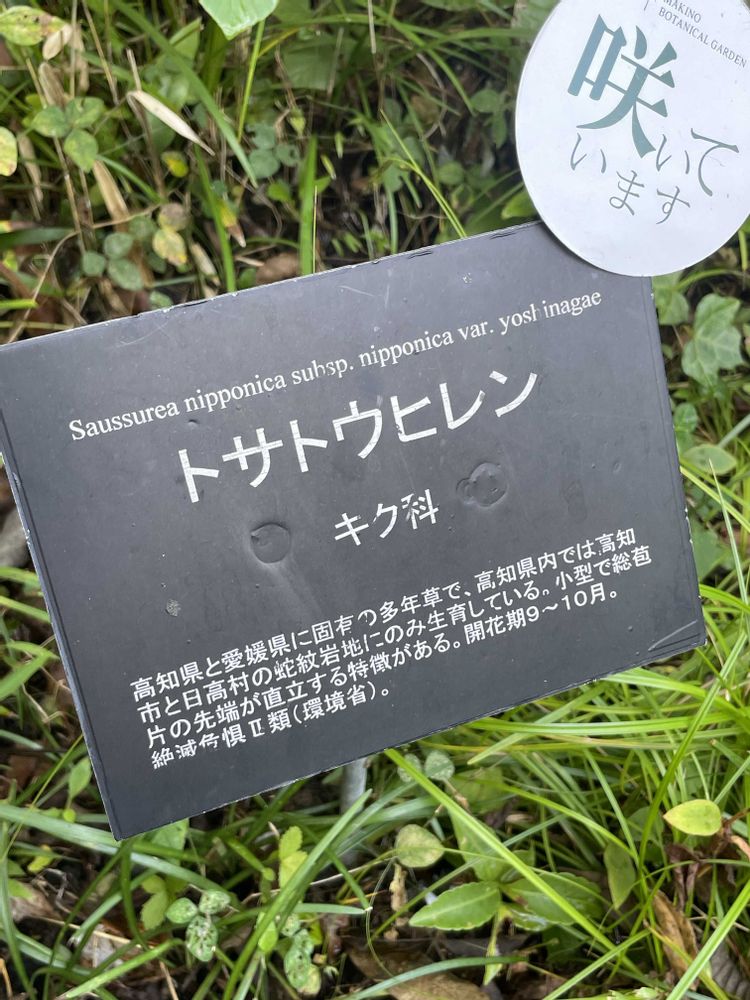 MAKINO
BOTANICAL GARDEN
咲いて
います
Saussurea nipponica subsp. nipponica var. yoshinagae
トサトウヒレン
キク科
高知県と愛媛県に固有の多年草で、高知県内では高知
市と日高村の蛇紋岩地にのみ生育している。小型で総苞
片の先端が直立する特徴がある。開花期9〜10月。
絶滅危惧Ⅱ類(環境省)。